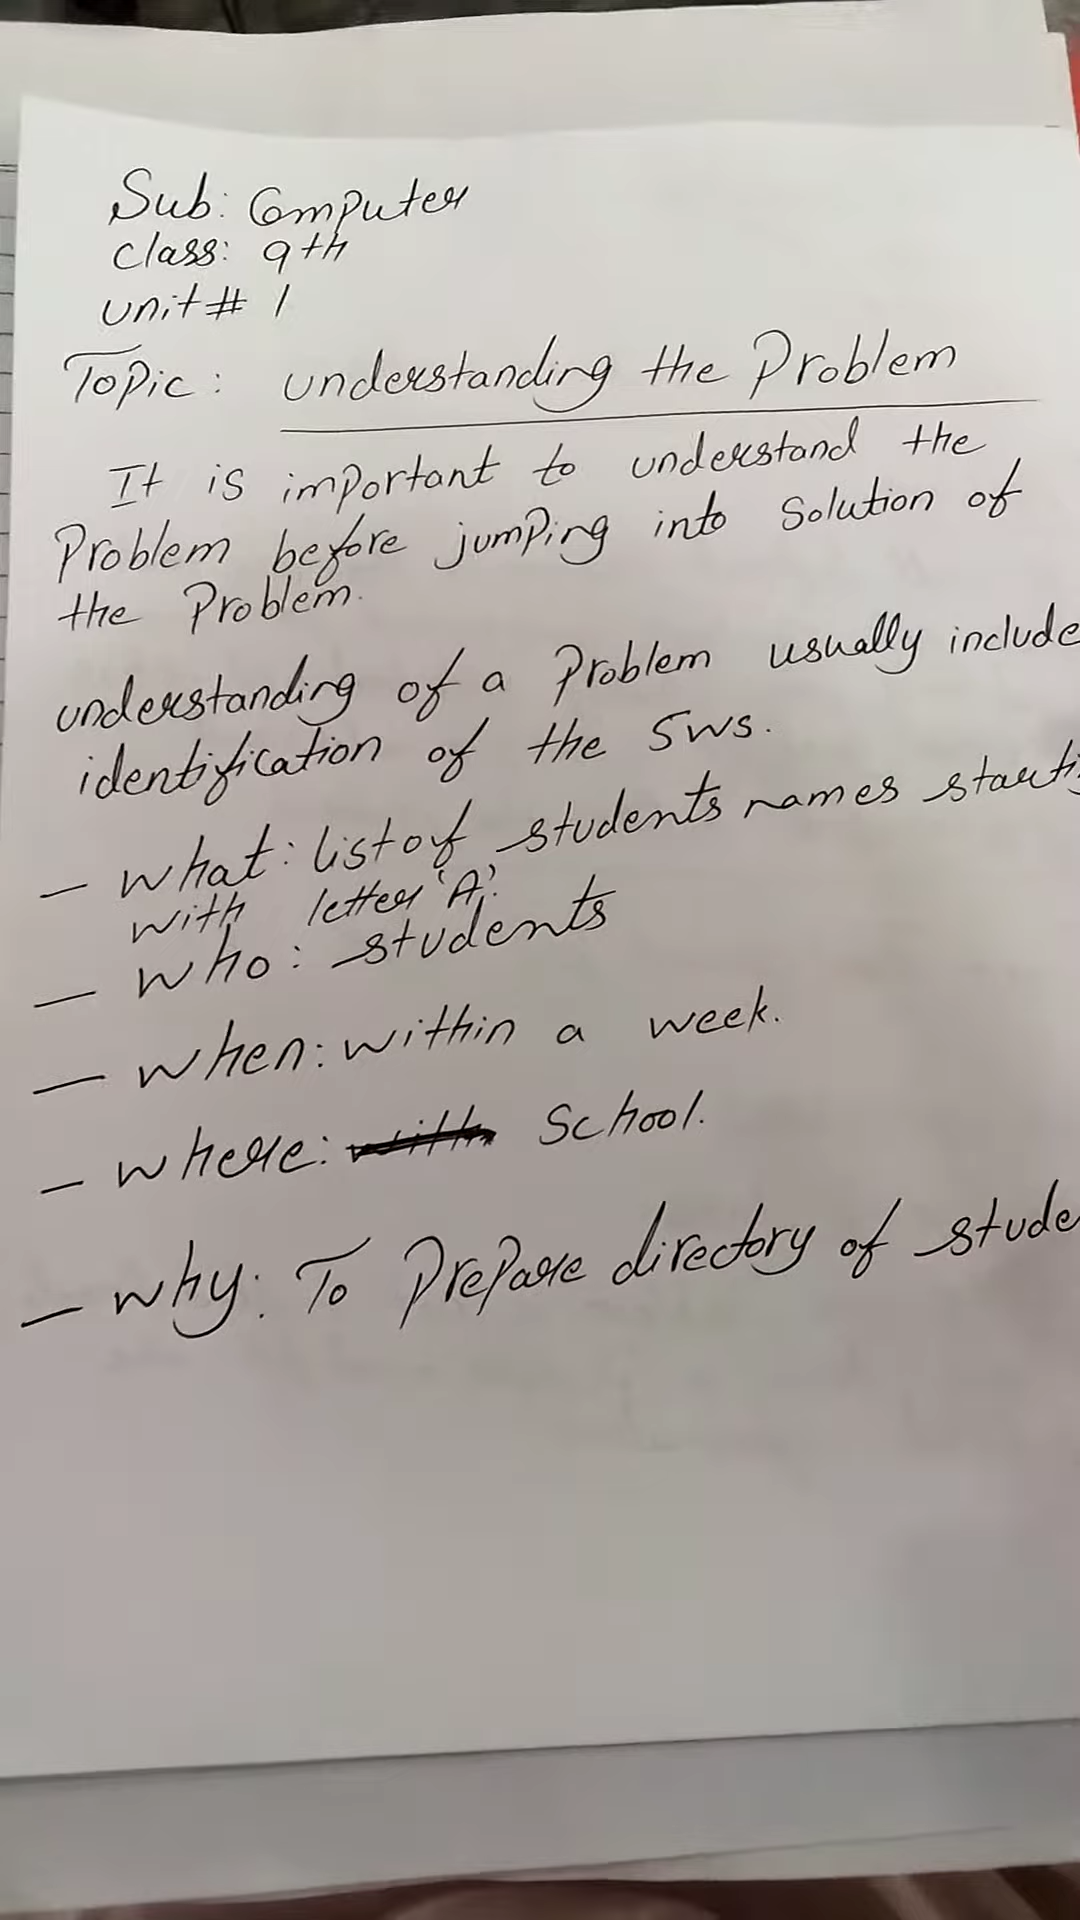 Sub: Computer
class: 9th
unit # 1
Topic: understanding the Problem
It is important to understand the
Problem before jumping into solution of
the Problem.
understanding of a Problem usually include
identification of the 5ws.
– what: list of students names starti
with letter 'A'.
– who: students
– when: within a week.
– where: with School.
– why: To Prepare directory of stude